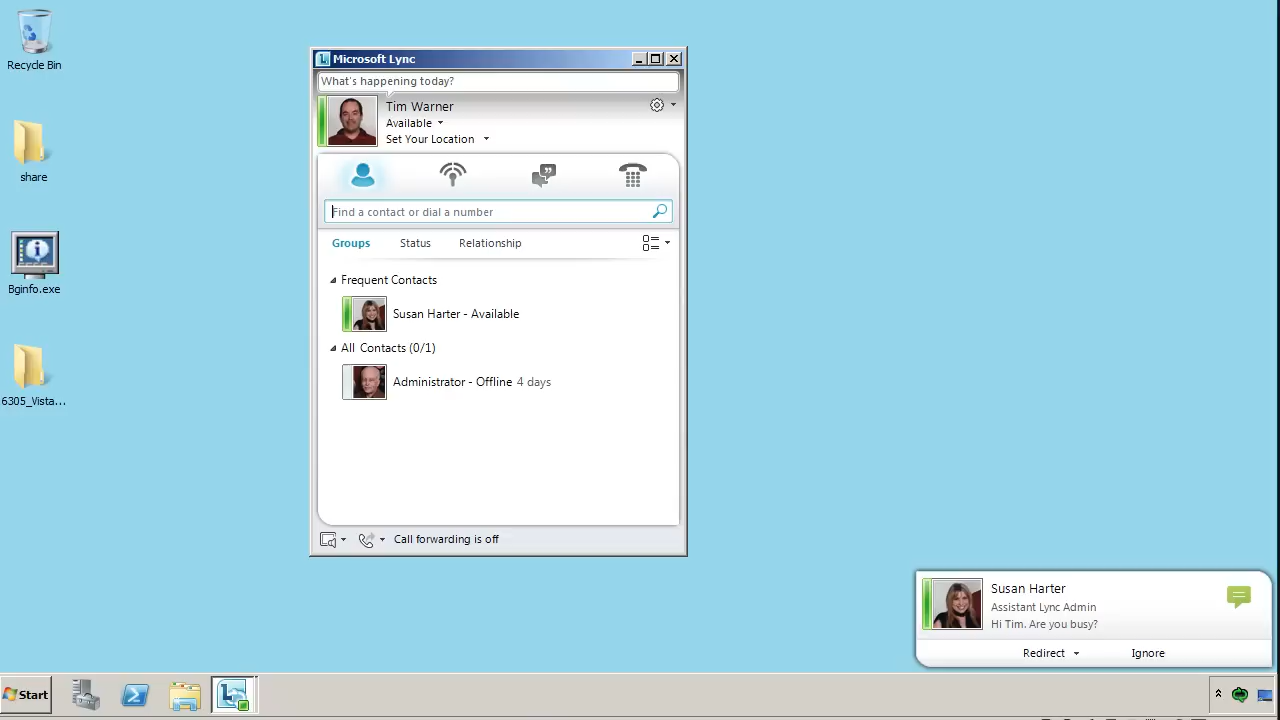 Recycle Bin
share
Bginfo.exe
6305_Vista...
Microsoft Lync
What's happening today?
Tim Warner
Available
Set Your Location
Find a contact or dial a number
Groups Status Relationship
Frequent Contacts
Susan Harter - Available
All Contacts (0/1)
Administrator - Offline 4 days
Call forwarding is off
Susan Harter
Assistant Lync Admin
Hi Tim. Are you busy?
Redirect Ignore
Start